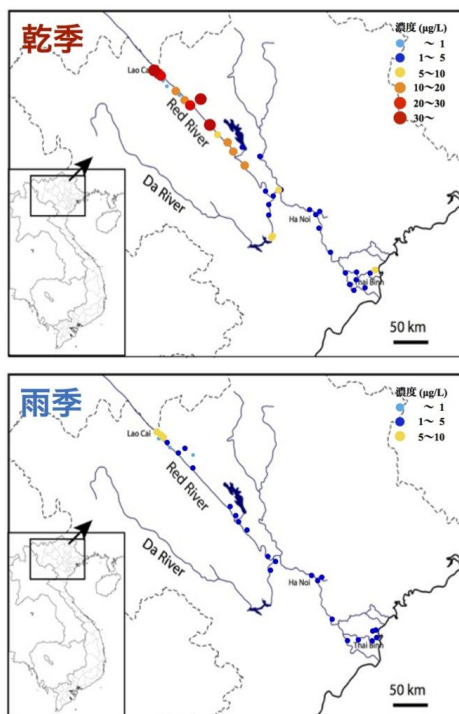 乾季
濃度 (μg/L)
～ 1
1～ 5
5～10
10～20
20～30
30～
Lao Cai
Red River
Da River
Ha Noi
Thai Binh
50 km
雨季
濃度 (μg/L)
～ 1
1～ 5
5～10
Lao Cai
Red River
Da River
Ha Noi
Thai Binh
50 km